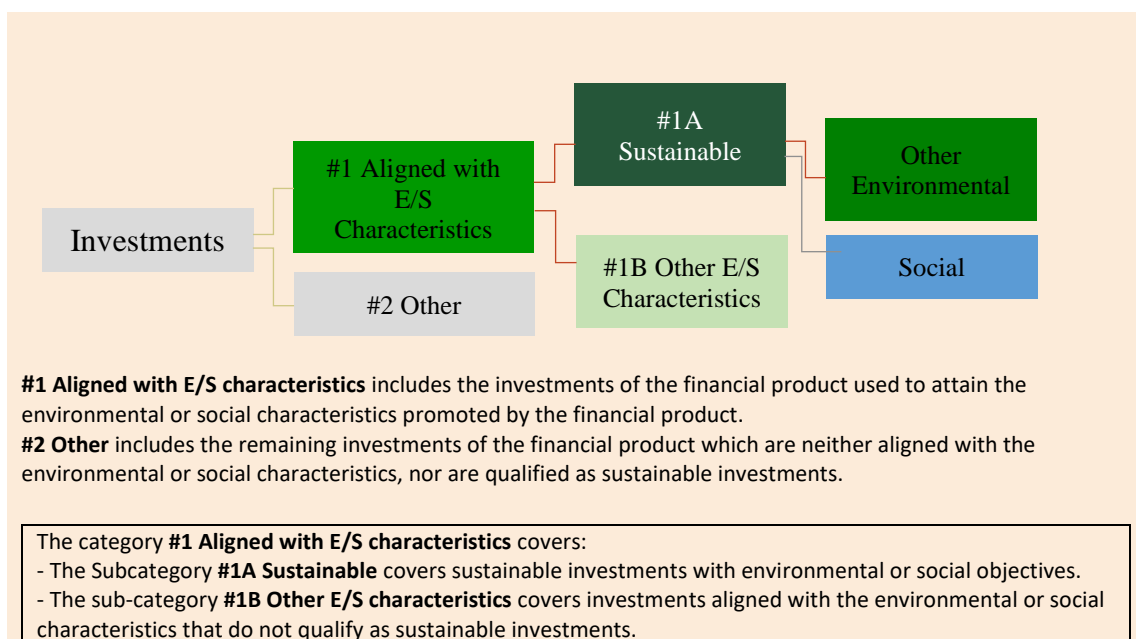 #1A
Sustainable
Other
Environmental
#1 Aligned with
E/S
Characteristics
Investments
#1B Other E/S
Characteristics
Social
#2 Other
#1 Aligned with E/S characteristics includes the investments of the financial product used to attain the
environmental or social characteristics promoted by the financial product.
#2 Other includes the remaining investments of the financial product which are neither aligned with the
environmental or social characteristics, nor are qualified as sustainable investments.
The category #1 Aligned with E/S characteristics covers:
- The Subcategory #1A Sustainable covers sustainable investments with environmental or social objectives.
- The sub-category #1B Other E/S characteristics covers investments aligned with the environmental or social
characteristics that do not qualify as sustainable investments.